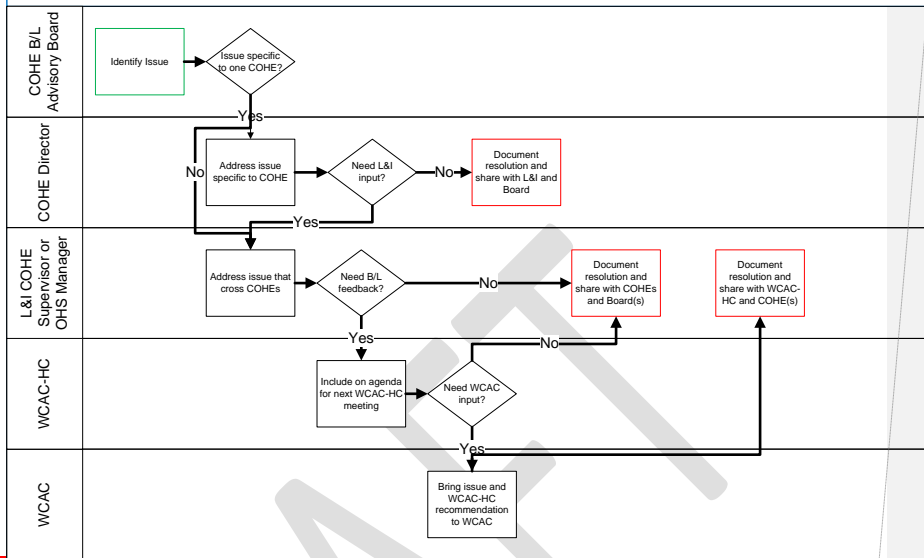 COHE B/L
Advisory Board
Identify Issue
Issue specific
to one COHE?
Yes
COHE Director
No
Address issue
specific to COHE
Need L&I
input?
No
Document
resolution and
share with L&I and
Board
Yes
L&I COHE
Supervisor or
OHS Manager
Address issue that
cross COHEs
Need B/L
feedback?
No
Document
resolution and
share with COHEs
and Board(s)
Document
resolution and
share with WCAC-
HC and COHE(s)
Yes
No
WCAC-HC
Include on agenda
for next WCAC-HC
meeting
Need WCAC
input?
Yes
WCAC
Bring issue and
WCAC-HC
recommendation
to WCAC